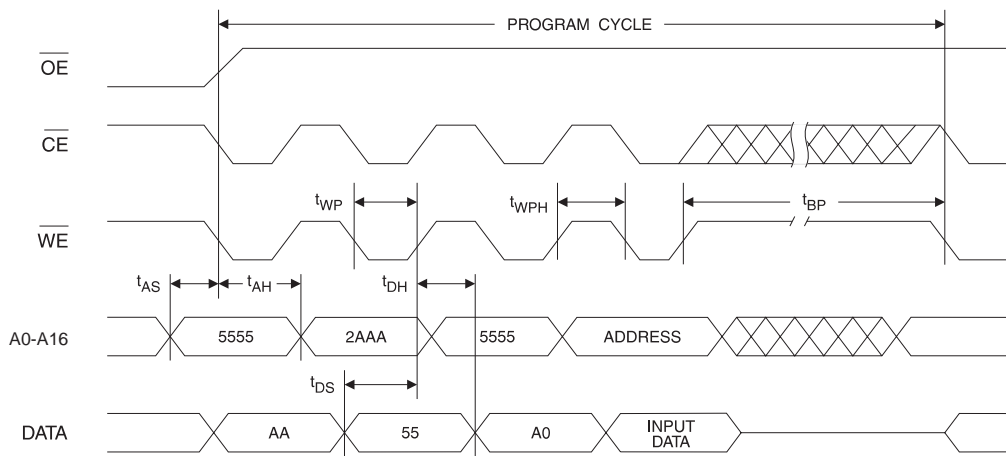 PROGRAM CYCLE
OE
CE
tWP
tWPH
tBP
WE
tAS
tAH
tDH
A0-A16
5555
2AAA
5555
ADDRESS
tDS
DATA
AA
55
A0
INPUT
DATA